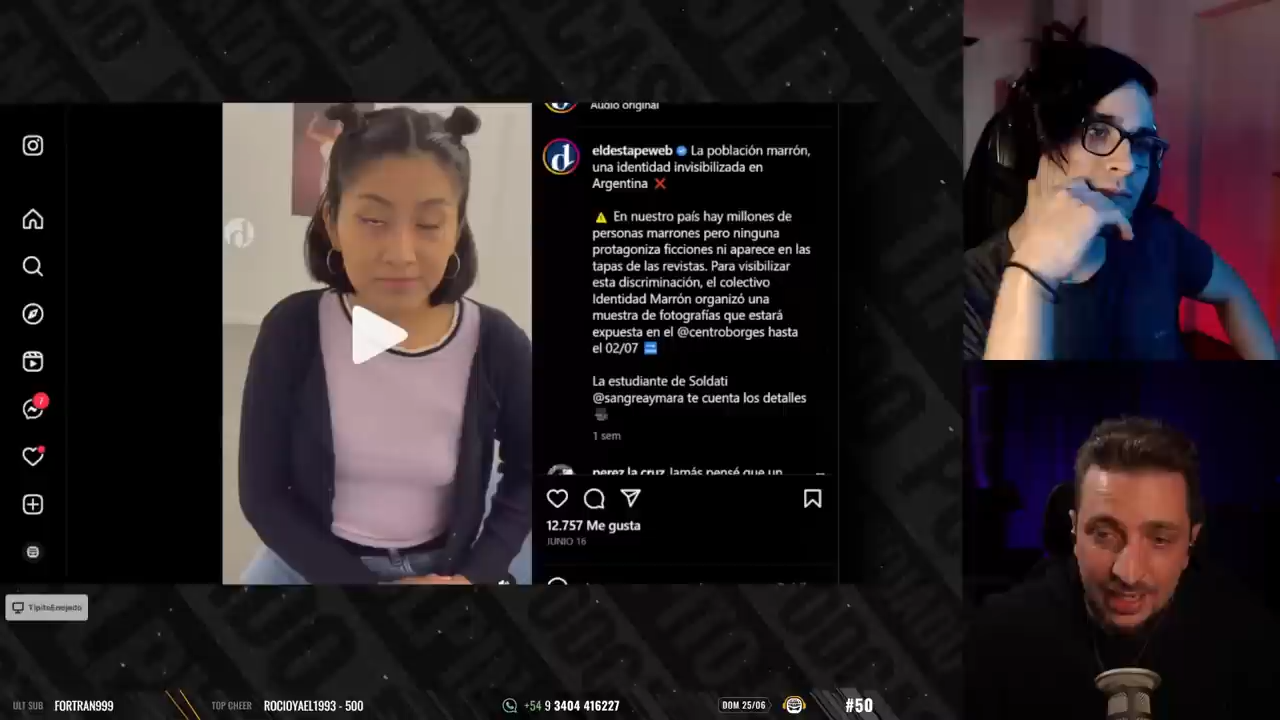 Audio original
eldestapeweb La población marrón,
una identidad invisibilizada en
Argentina ❌
⚠️ En nuestro país hay millones de
personas marrones pero ninguna
protagoniza ficciones ni aparece en las
tapas de las revistas. Para visibilizar
esta discriminación, el colectivo
Identidad Marrón organizó una
muestra de fotografías que estará
expuesta en el @centroborges hasta
el 02/07
La estudiante de Soldati
@sangreaymara te cuenta los detalles
1 sem
perez la cruz Jamás pensé que un
12.757 Me gusta
JUNIO 16
7
d
TipitoEnojado
ULT SUB FORTRAN999
TOP CHEER ROCIOYAEL1993 - 500
+54 9 3404 416227
DOM 25/06
#50